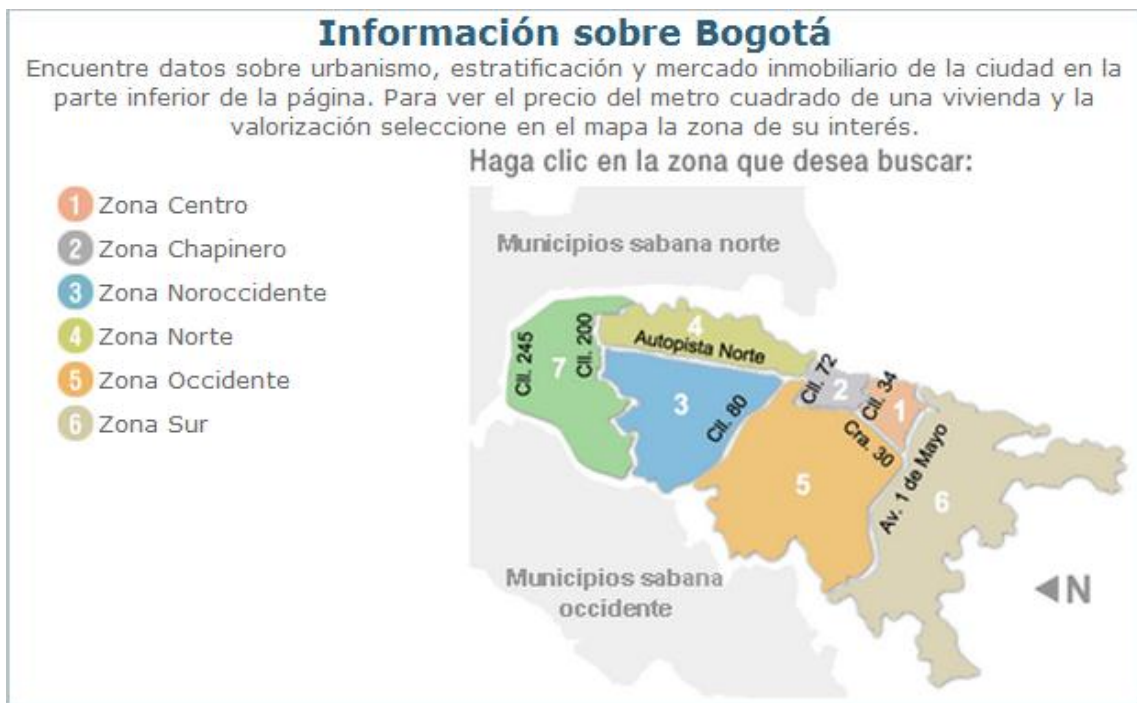 Información sobre Bogotá
Encuentre datos sobre urbanismo, estratificación y mercado inmobiliario de la ciudad en la
parte inferior de la página. Para ver el precio del metro cuadrado de una vivienda y la
valorización seleccione en el mapa la zona de su interés.
Haga clic en la zona que desea buscar:
1 Zona Centro
2 Zona Chapinero
3 Zona Noroccidente
4 Zona Norte
5 Zona Occidente
6 Zona Sur
Municipios sabana norte
Cll. 245
7
Cll. 200
4
Autopista Norte
3
Cll. 80
Cll. 72
2
Cll. 34
1
Cra. 30
5
Av. 1 de Mayo
6
Municipios sabana
occidente
N